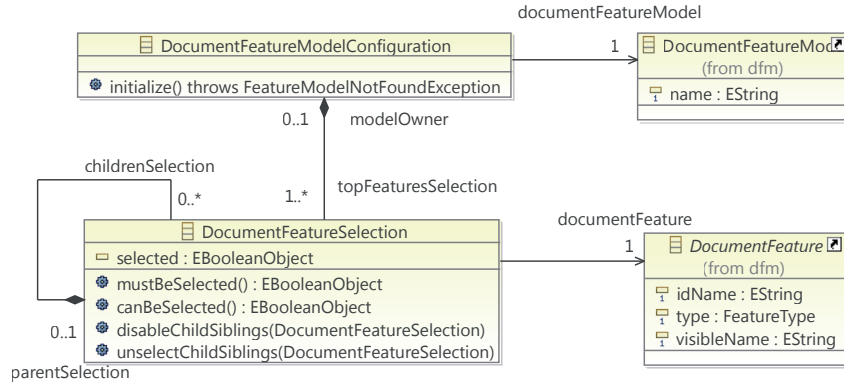 documentFeatureModel
DocumentFeatureModelConfiguration
1
(from dfm)
initialize() throws FeatureModelNotFoundException
name : EString
0..1
modelOwner
childrenSelection
0..*
1..*
topFeaturesSelection
documentFeature
DocumentFeatureSelection
1
DocumentFeature
selected : EBooleanObject
(from dfm)
mustBeSelected() : EBooleanObject
idName : EString
canBeSelected() : EBooleanObject
type : FeatureType
0..1
disableChildSiblings(DocumentFeatureSelection)
visibleName : EString
unselectChildSiblings(DocumentFeatureSelection)
parentSelection